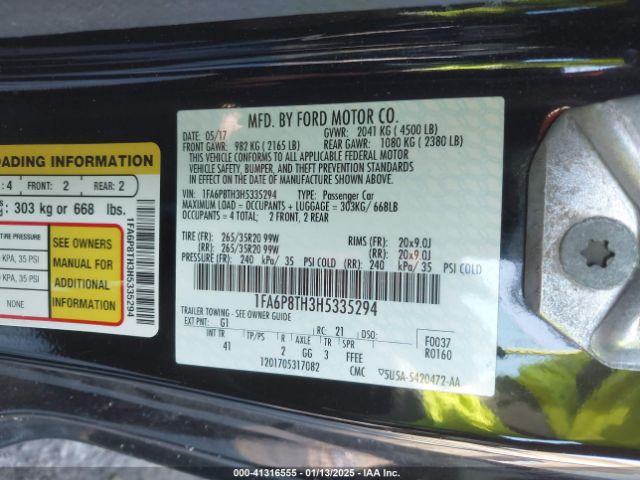 OADING INFORMATION
: 4 FRONT: 2 REAR: 2
303 kg or 668 lbs.
E PRESSURE
KPA, 35 PSI
KPA, 35 PSI
NONE
SEE OWNERS
MANUAL FOR
ADDITIONAL
INFORMATION
1FA6P8TH3H5335294
MFD. BY FORD MOTOR CO.
DATE: 05/17 GVWR: 2041 KG ( 4500 LB)
FRONT GAWR: 982 KG ( 2165 LB) REAR GAWR: 1080 KG ( 2380 LB)
THIS VEHICLE CONFORMS TO ALL APPLICABLE FEDERAL MOTOR
VEHICLE SAFETY, BUMPER, AND THEFT PREVENTION STANDARDS
IN EFFECT ON THE DATE OF MANUFACTURE SHOWN ABOVE.
VIN: 1FA6P8TH3H5335294 TYPE: Passenger Car
MAXIMUM LOAD = OCCUPANTS + LUGGAGE = 303KG/ 668LB
OCCUPANTS = 4 TOTAL; 2 FRONT, 2 REAR
TIRE (FR): 265/35R20 99W RIMS (FR): 20x9.0J
(RR): 265/35R20 99W (RR): 20x9.0J
PRESSURE (FR): 240 kPa/ 35 PSI COLD (RR): 240 kPa/ 35 PSI COLD
1FA6P8TH3H5335294
TRAILER TOWING - SEE OWNER GUIDE
EXT PNT: G1 RC: 21 DSO: F0037
INT TR TP/PS R AXLE TR SPR R0160
41 2 GG 3 FFEE
1201705317082 CMC 5U5A-5420472-AA
000-41316555 - 01/13/2025 - IAA Inc.